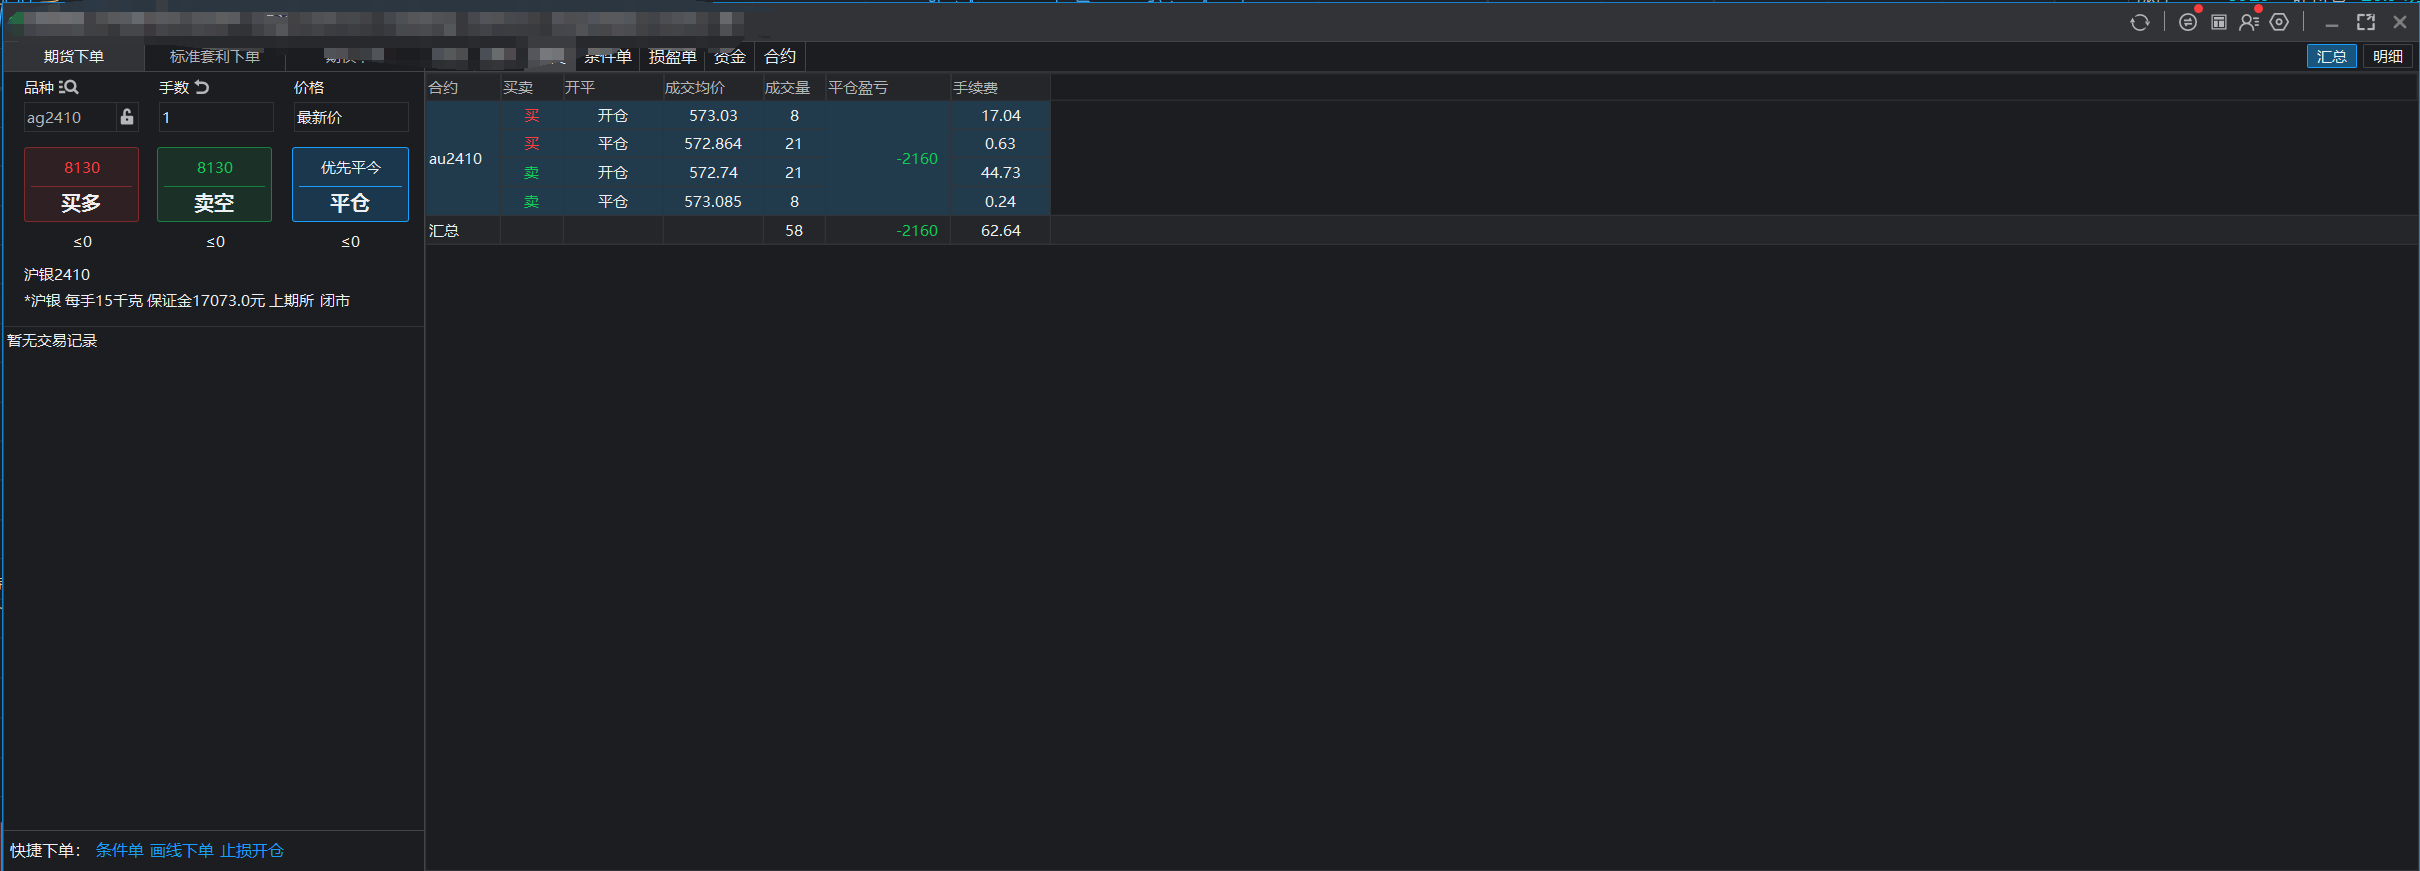 期货下单 标准套利下单 条件单 损盈单 资金 合约 汇总 明细
品种 手数 价格
ag2410 1 最新价
8130 8130 优先平今
买多 卖空 平仓
≤0 ≤0 ≤0
沪银2410
*沪银 每手15千克 保证金17073.0元 上期所 闭市
暂无交易记录
快捷下单： 条件单 画线下单 止损开仓
合约 买卖 开平 成交均价 成交量 平仓盈亏 手续费
买 开仓 573.03 8 17.04
买 平仓 572.864 21 0.63
au2410 -2160
卖 开仓 572.74 21 44.73
卖 平仓 573.085 8 0.24
汇总 58 -2160 62.64